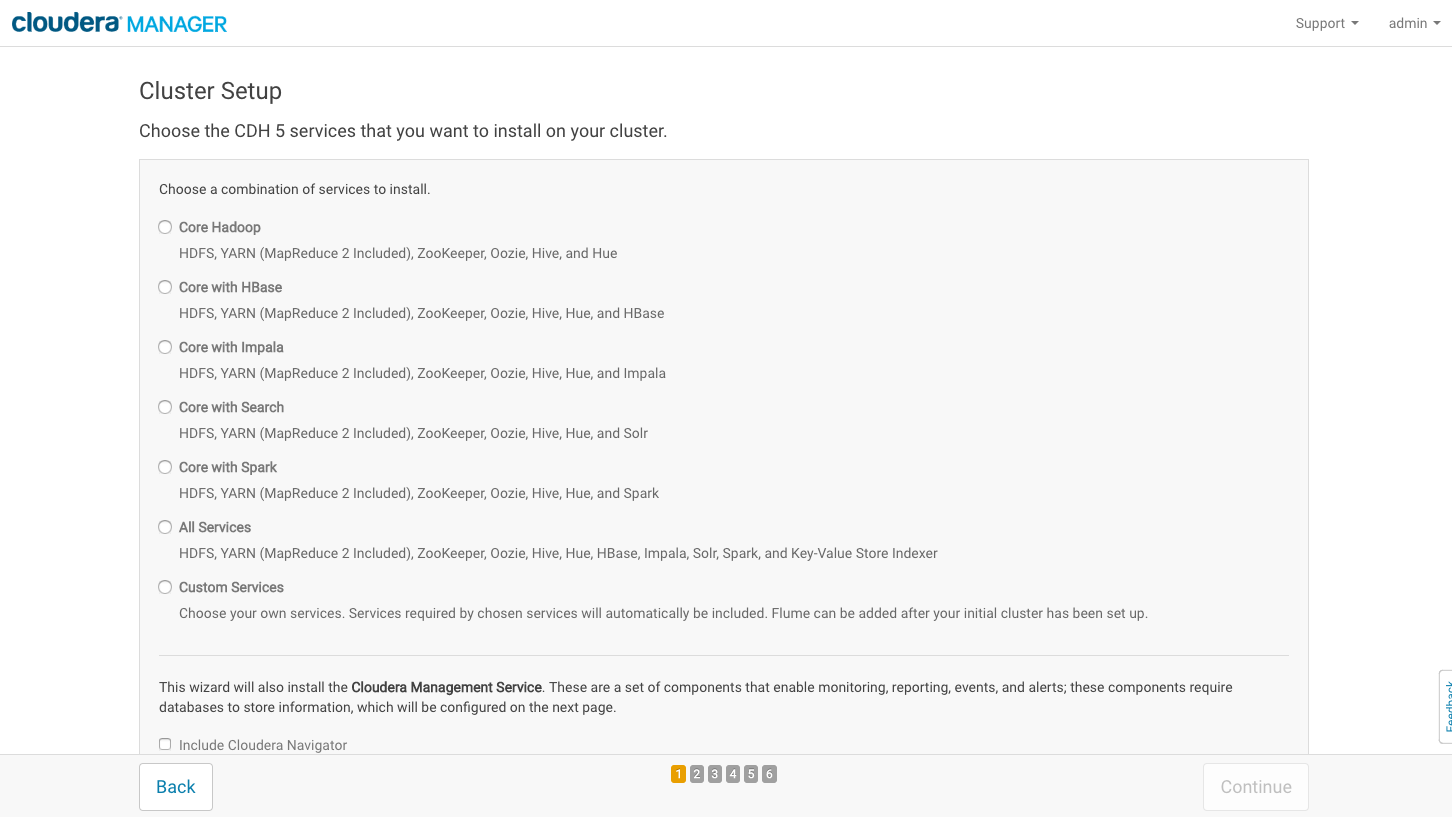 cloudera MANAGER
Support
admin
Cluster Setup
Choose the CDH 5 services that you want to install on your cluster.
Choose a combination of services to install.
Core Hadoop
HDFS, YARN (MapReduce 2 Included), ZooKeeper, Oozie, Hive, and Hue
Core with HBase
HDFS, YARN (MapReduce 2 Included), ZooKeeper, Oozie, Hive, Hue, and HBase
Core with Impala
HDFS, YARN (MapReduce 2 Included), ZooKeeper, Oozie, Hive, Hue, and Impala
Core with Search
HDFS, YARN (MapReduce 2 Included), ZooKeeper, Oozie, Hive, Hue, and Solr
Core with Spark
HDFS, YARN (MapReduce 2 Included), ZooKeeper, Oozie, Hive, Hue, and Spark
All Services
HDFS, YARN (MapReduce 2 Included), ZooKeeper, Oozie, Hive, Hue, HBase, Impala, Solr, Spark, and Key-Value Store Indexer
Custom Services
Choose your own services. Services required by chosen services will automatically be included. Flume can be added after your initial cluster has been set up.
This wizard will also install the Cloudera Management Service. These are a set of components that enable monitoring, reporting, events, and alerts; these components require
databases to store information, which will be configured on the next page.
Include Cloudera Navigator
Feedback
Back
1 2 3 4 5 6
Continue